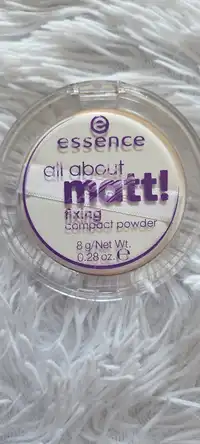 e
essence
all about
matt!
fixing
compact powder
8 g/Net Wt.
0.28 oz. ℮